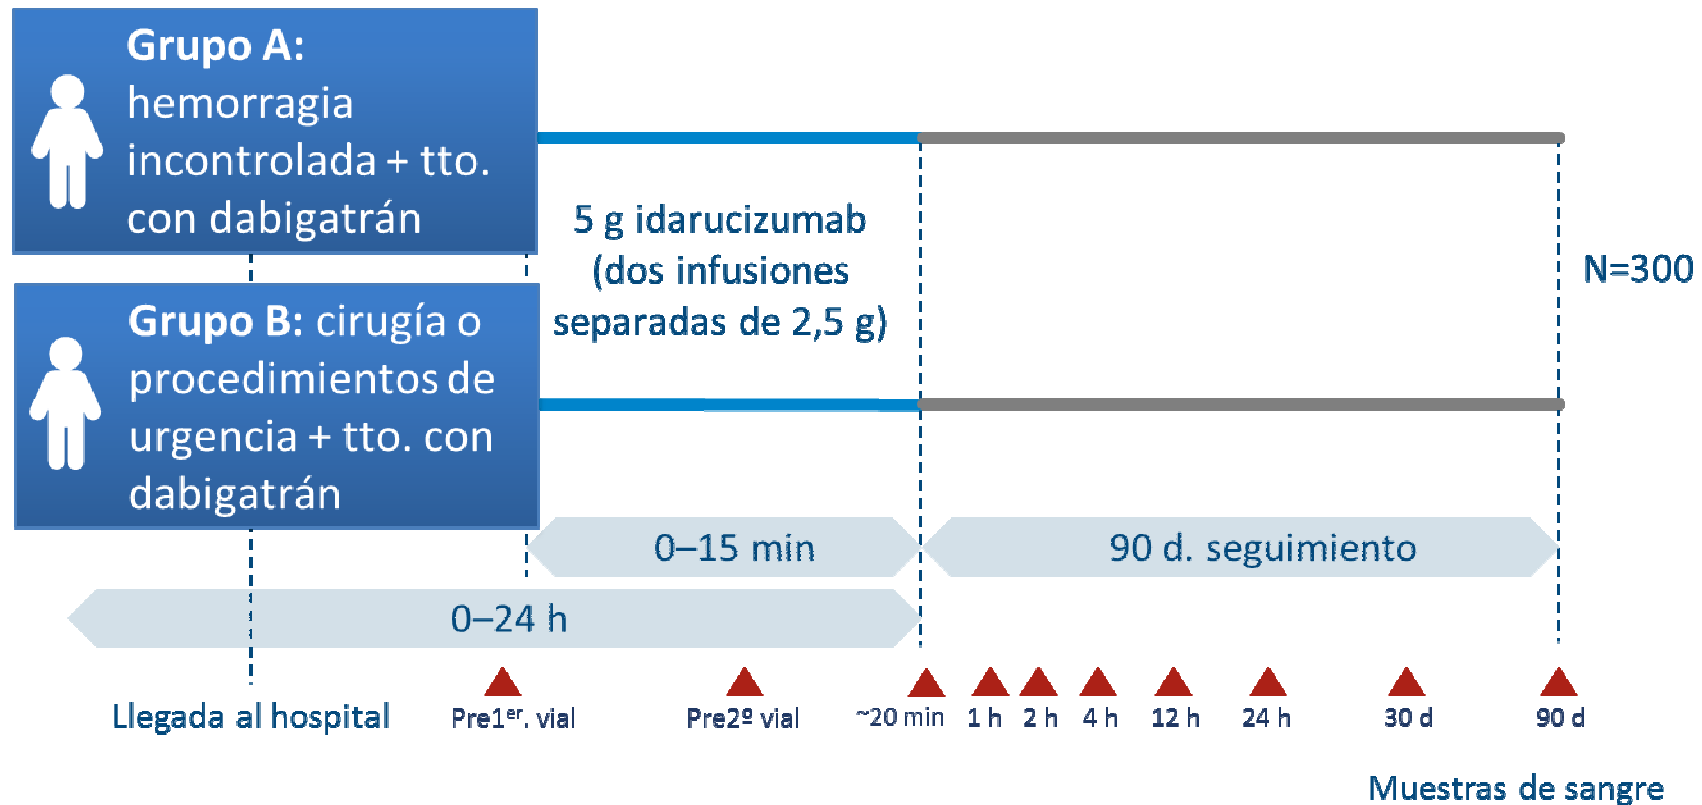 Grupo A:
hemorragia
incontrolada + tto.
con dabigatrán
5 g idarucizumab
(dos infusiones
separadas de 2,5 g)
N=300
Grupo B: cirugía o
procedimientos de
urgencia + tto. con
dabigatrán
0–15 min
90 d. seguimiento
0–24 h
Llegada al hospital
Pre1er. vial
Pre2º vial
~20 min
1 h
2 h
4 h
12 h
24 h
30 d
90 d
Muestras de sangre